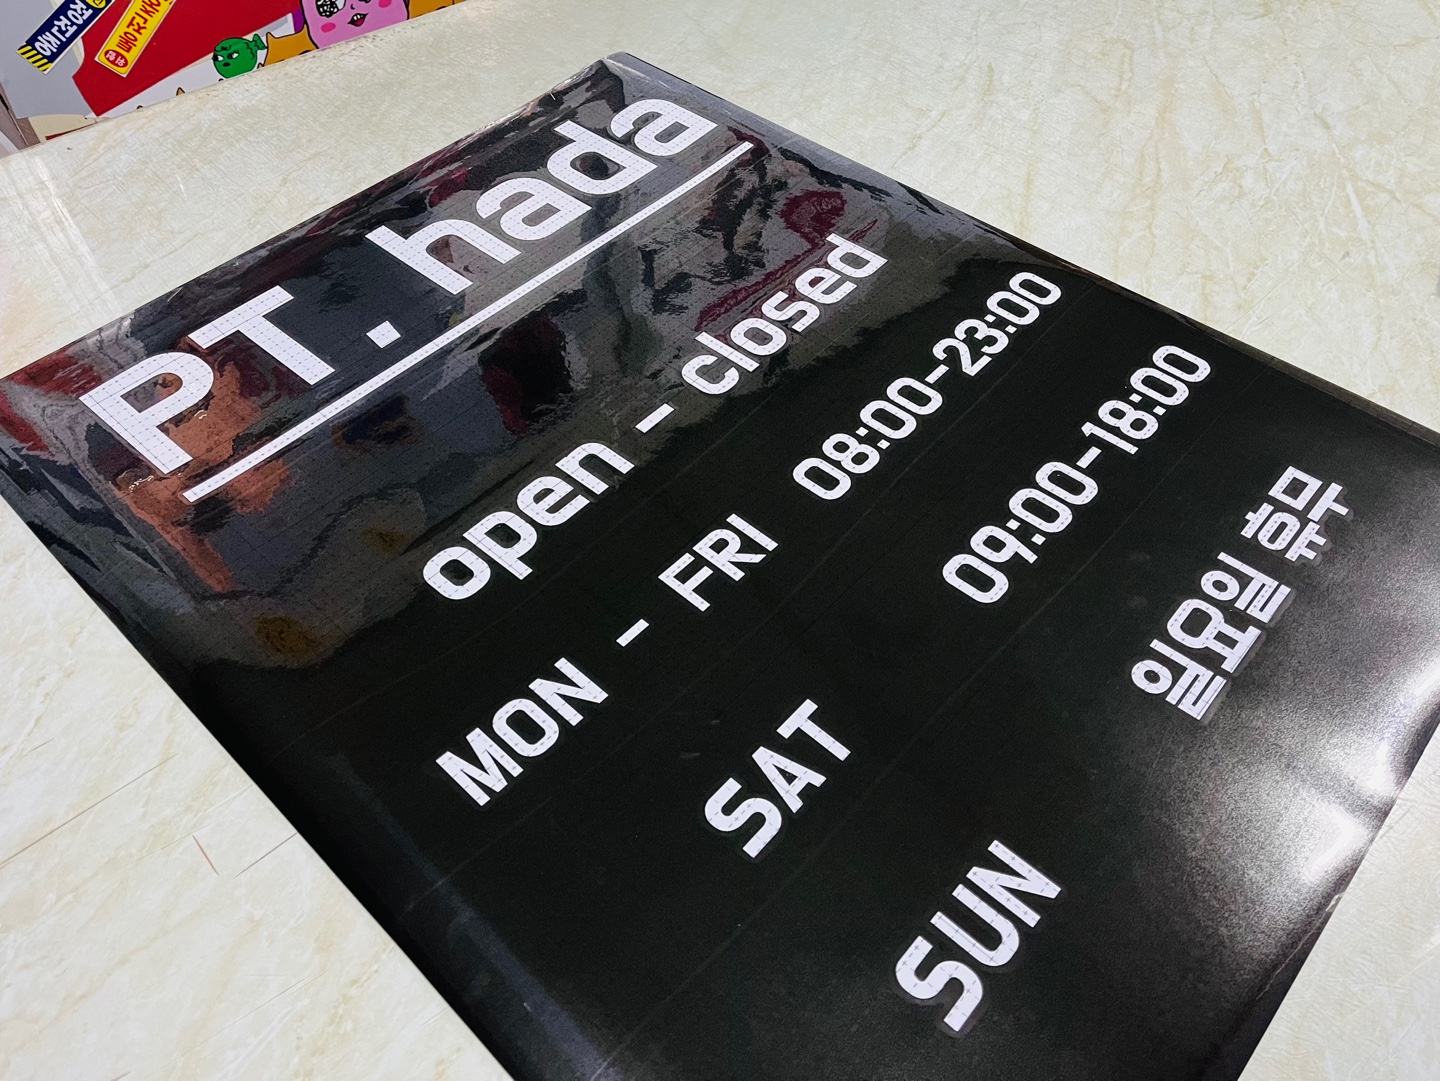 PT. hada
open - closed
MON - FRI 08:00-23:00
SAT 09:00-18:00
SUN 일요일 휴무